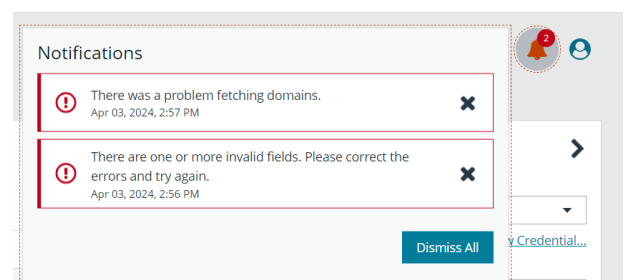 Notifications
2
There was a problem fetching domains.
Apr 03, 2024, 2:57 PM
There are one or more invalid fields. Please correct the
errors and try again.
Apr 03, 2024, 2:56 PM
Dismiss All
Credential...